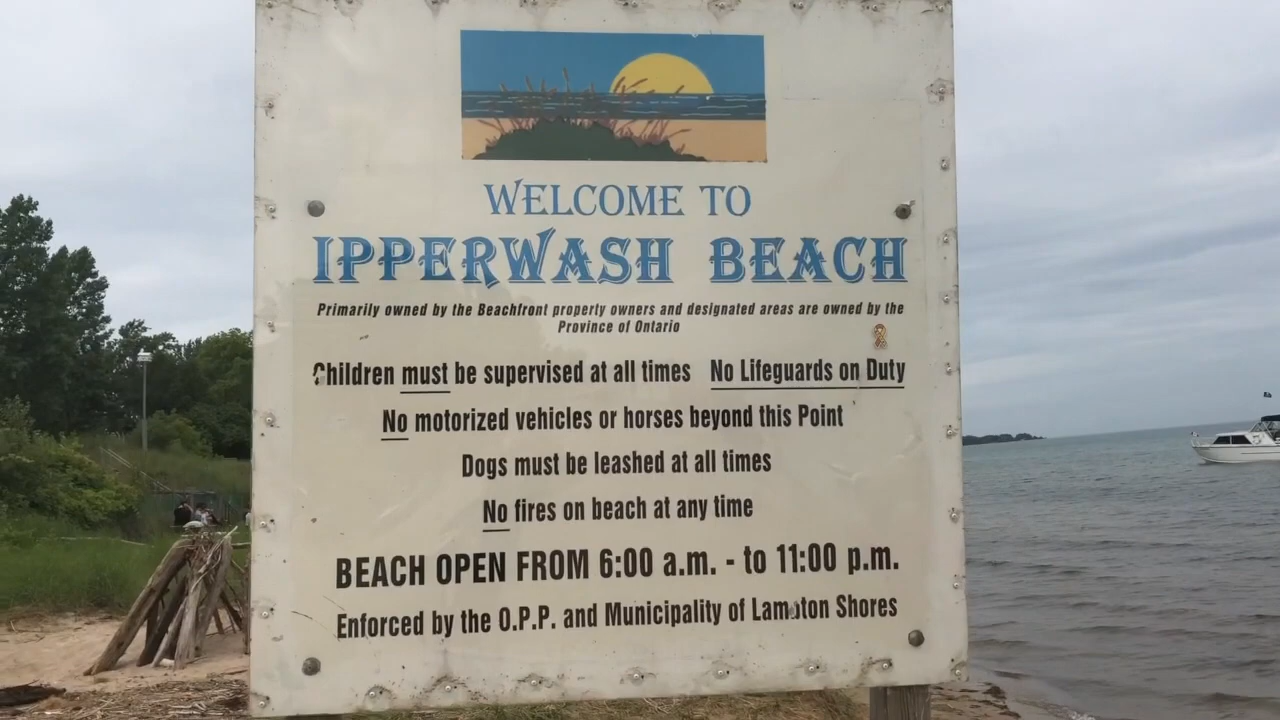 WELCOME TO
IPPERWASH BEACH
Primarily owned by the Beachfront property owners and designated areas are owned by the
Province of Ontario
Children must be supervised at all times No Lifeguards on Duty
No motorized vehicles or horses beyond this Point
Dogs must be leashed at all times
No fires on beach at any time
BEACH OPEN FROM 6:00 a.m. - to 11:00 p.m.
Enforced by the O.P.P. and Municipality of Lambton Shores